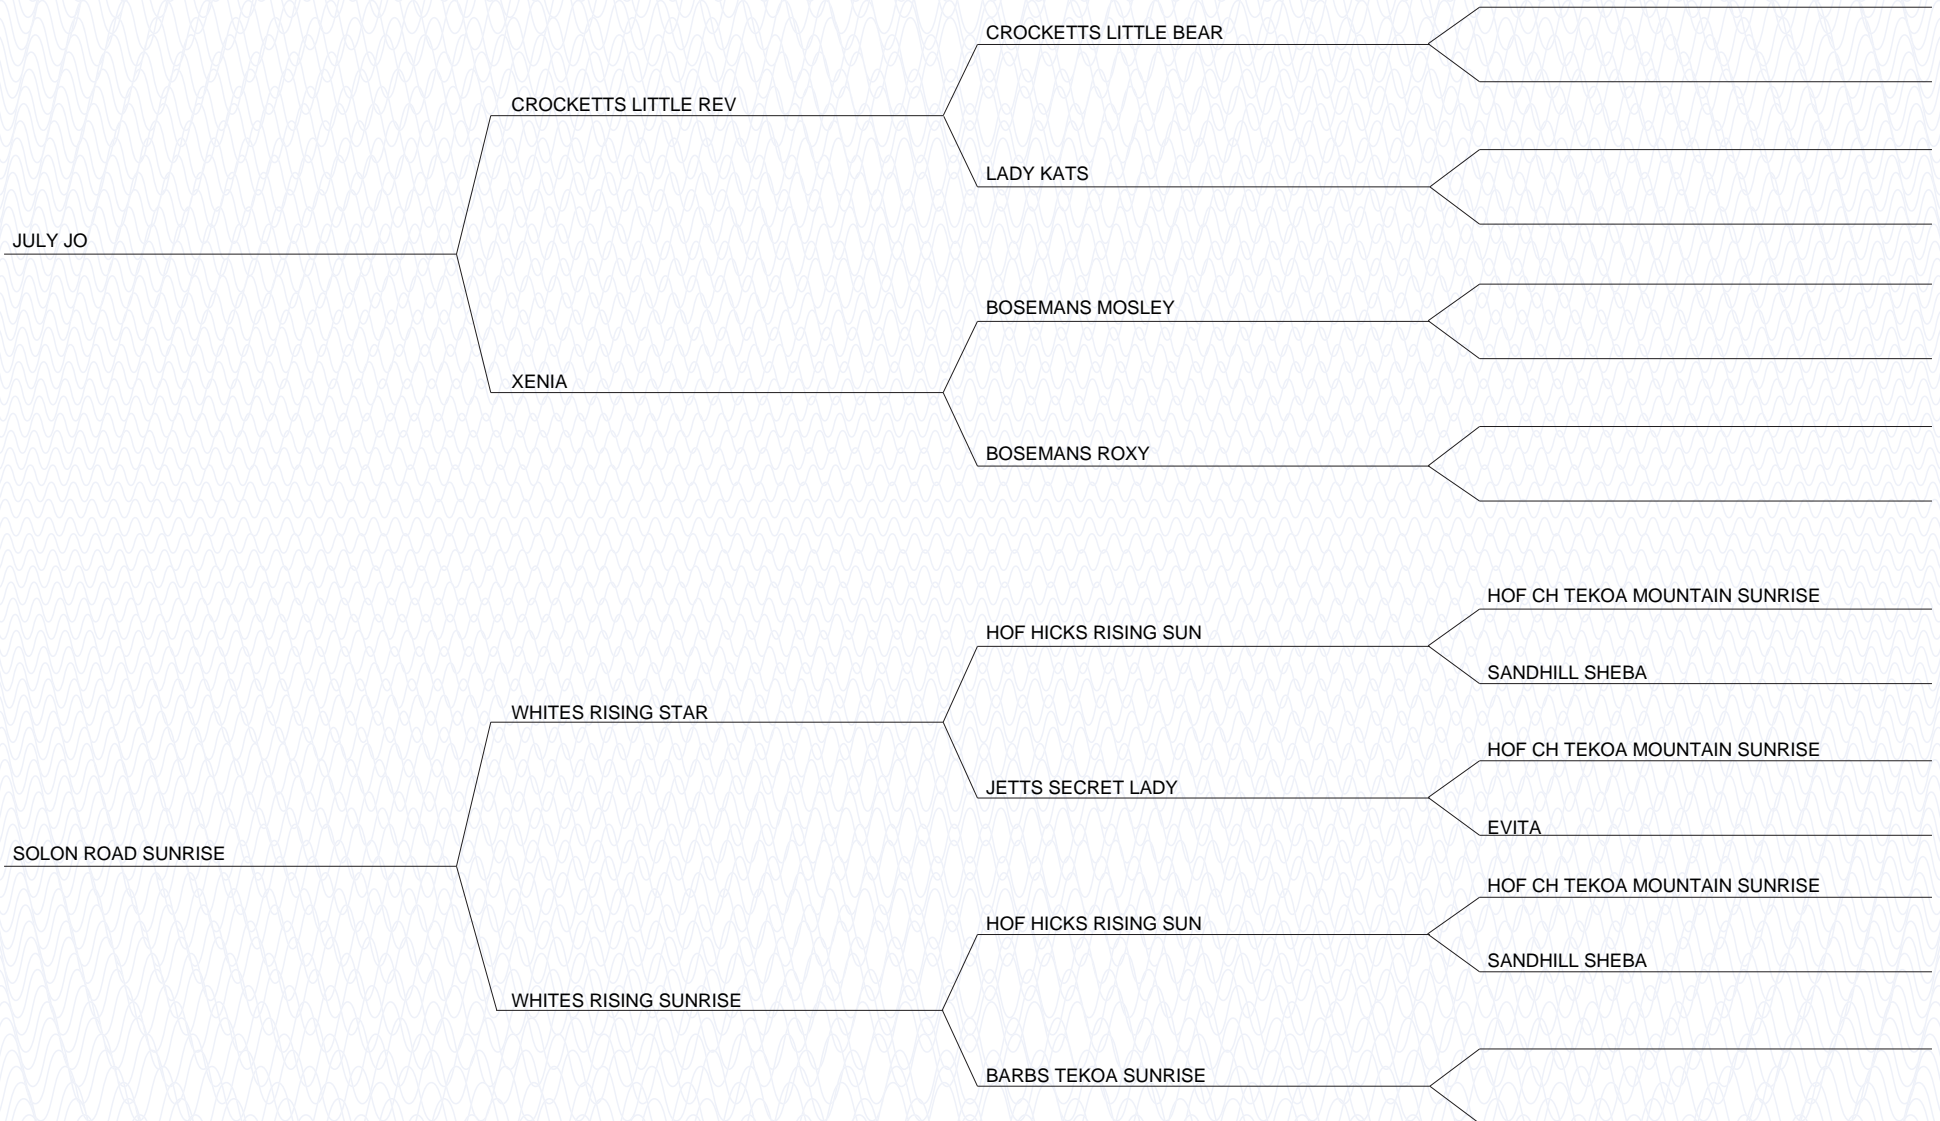 CROCKETTS LITTLE BEAR
CROCKETTS LITTLE REV
LADY KATS
JULY JO
BOSEMANS MOSLEY
XENIA
BOSEMANS ROXY
HOF CH TEKOA MOUNTAIN SUNRISE
HOF HICKS RISING SUN
SANDHILL SHEBA
WHITES RISING STAR
HOF CH TEKOA MOUNTAIN SUNRISE
JETTS SECRET LADY
EVITA
SOLON ROAD SUNRISE
HOF CH TEKOA MOUNTAIN SUNRISE
HOF HICKS RISING SUN
SANDHILL SHEBA
WHITES RISING SUNRISE
BARBS TEKOA SUNRISE